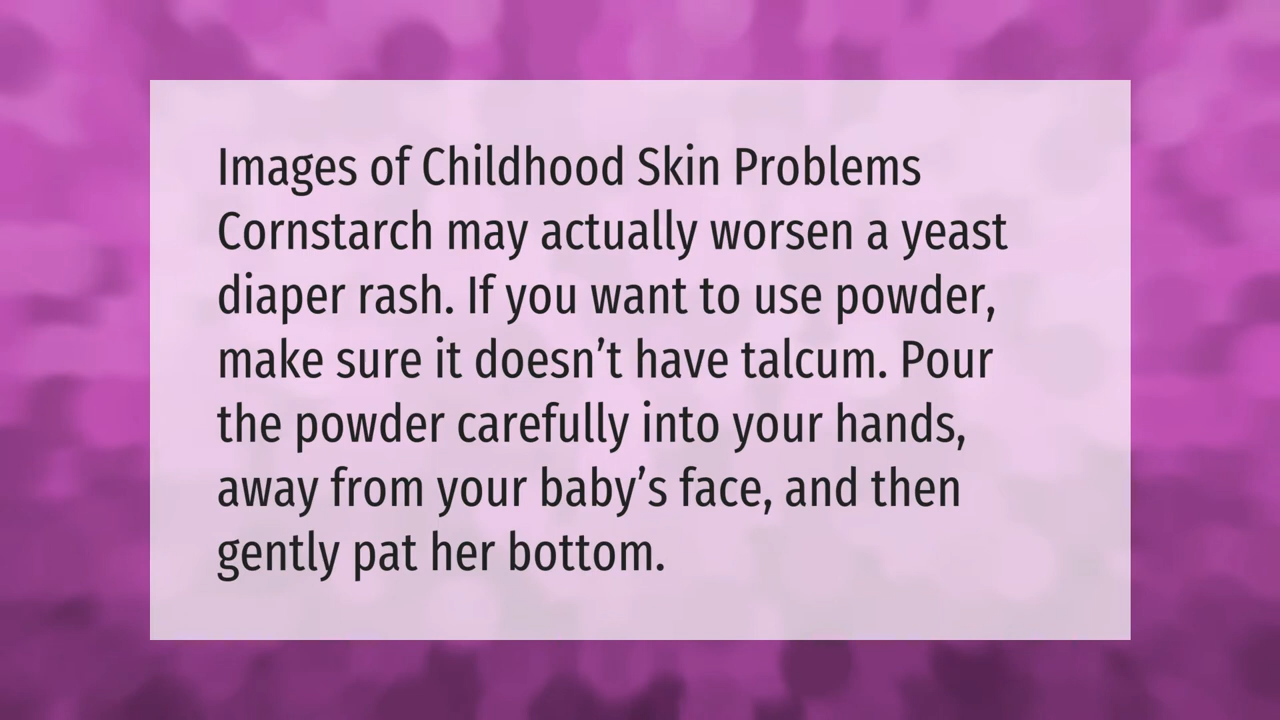 Images of Childhood Skin Problems
Cornstarch may actually worsen a yeast
diaper rash. If you want to use powder,
make sure it doesn’t have talcum. Pour
the powder carefully into your hands,
away from your baby’s face, and then
gently pat her bottom.